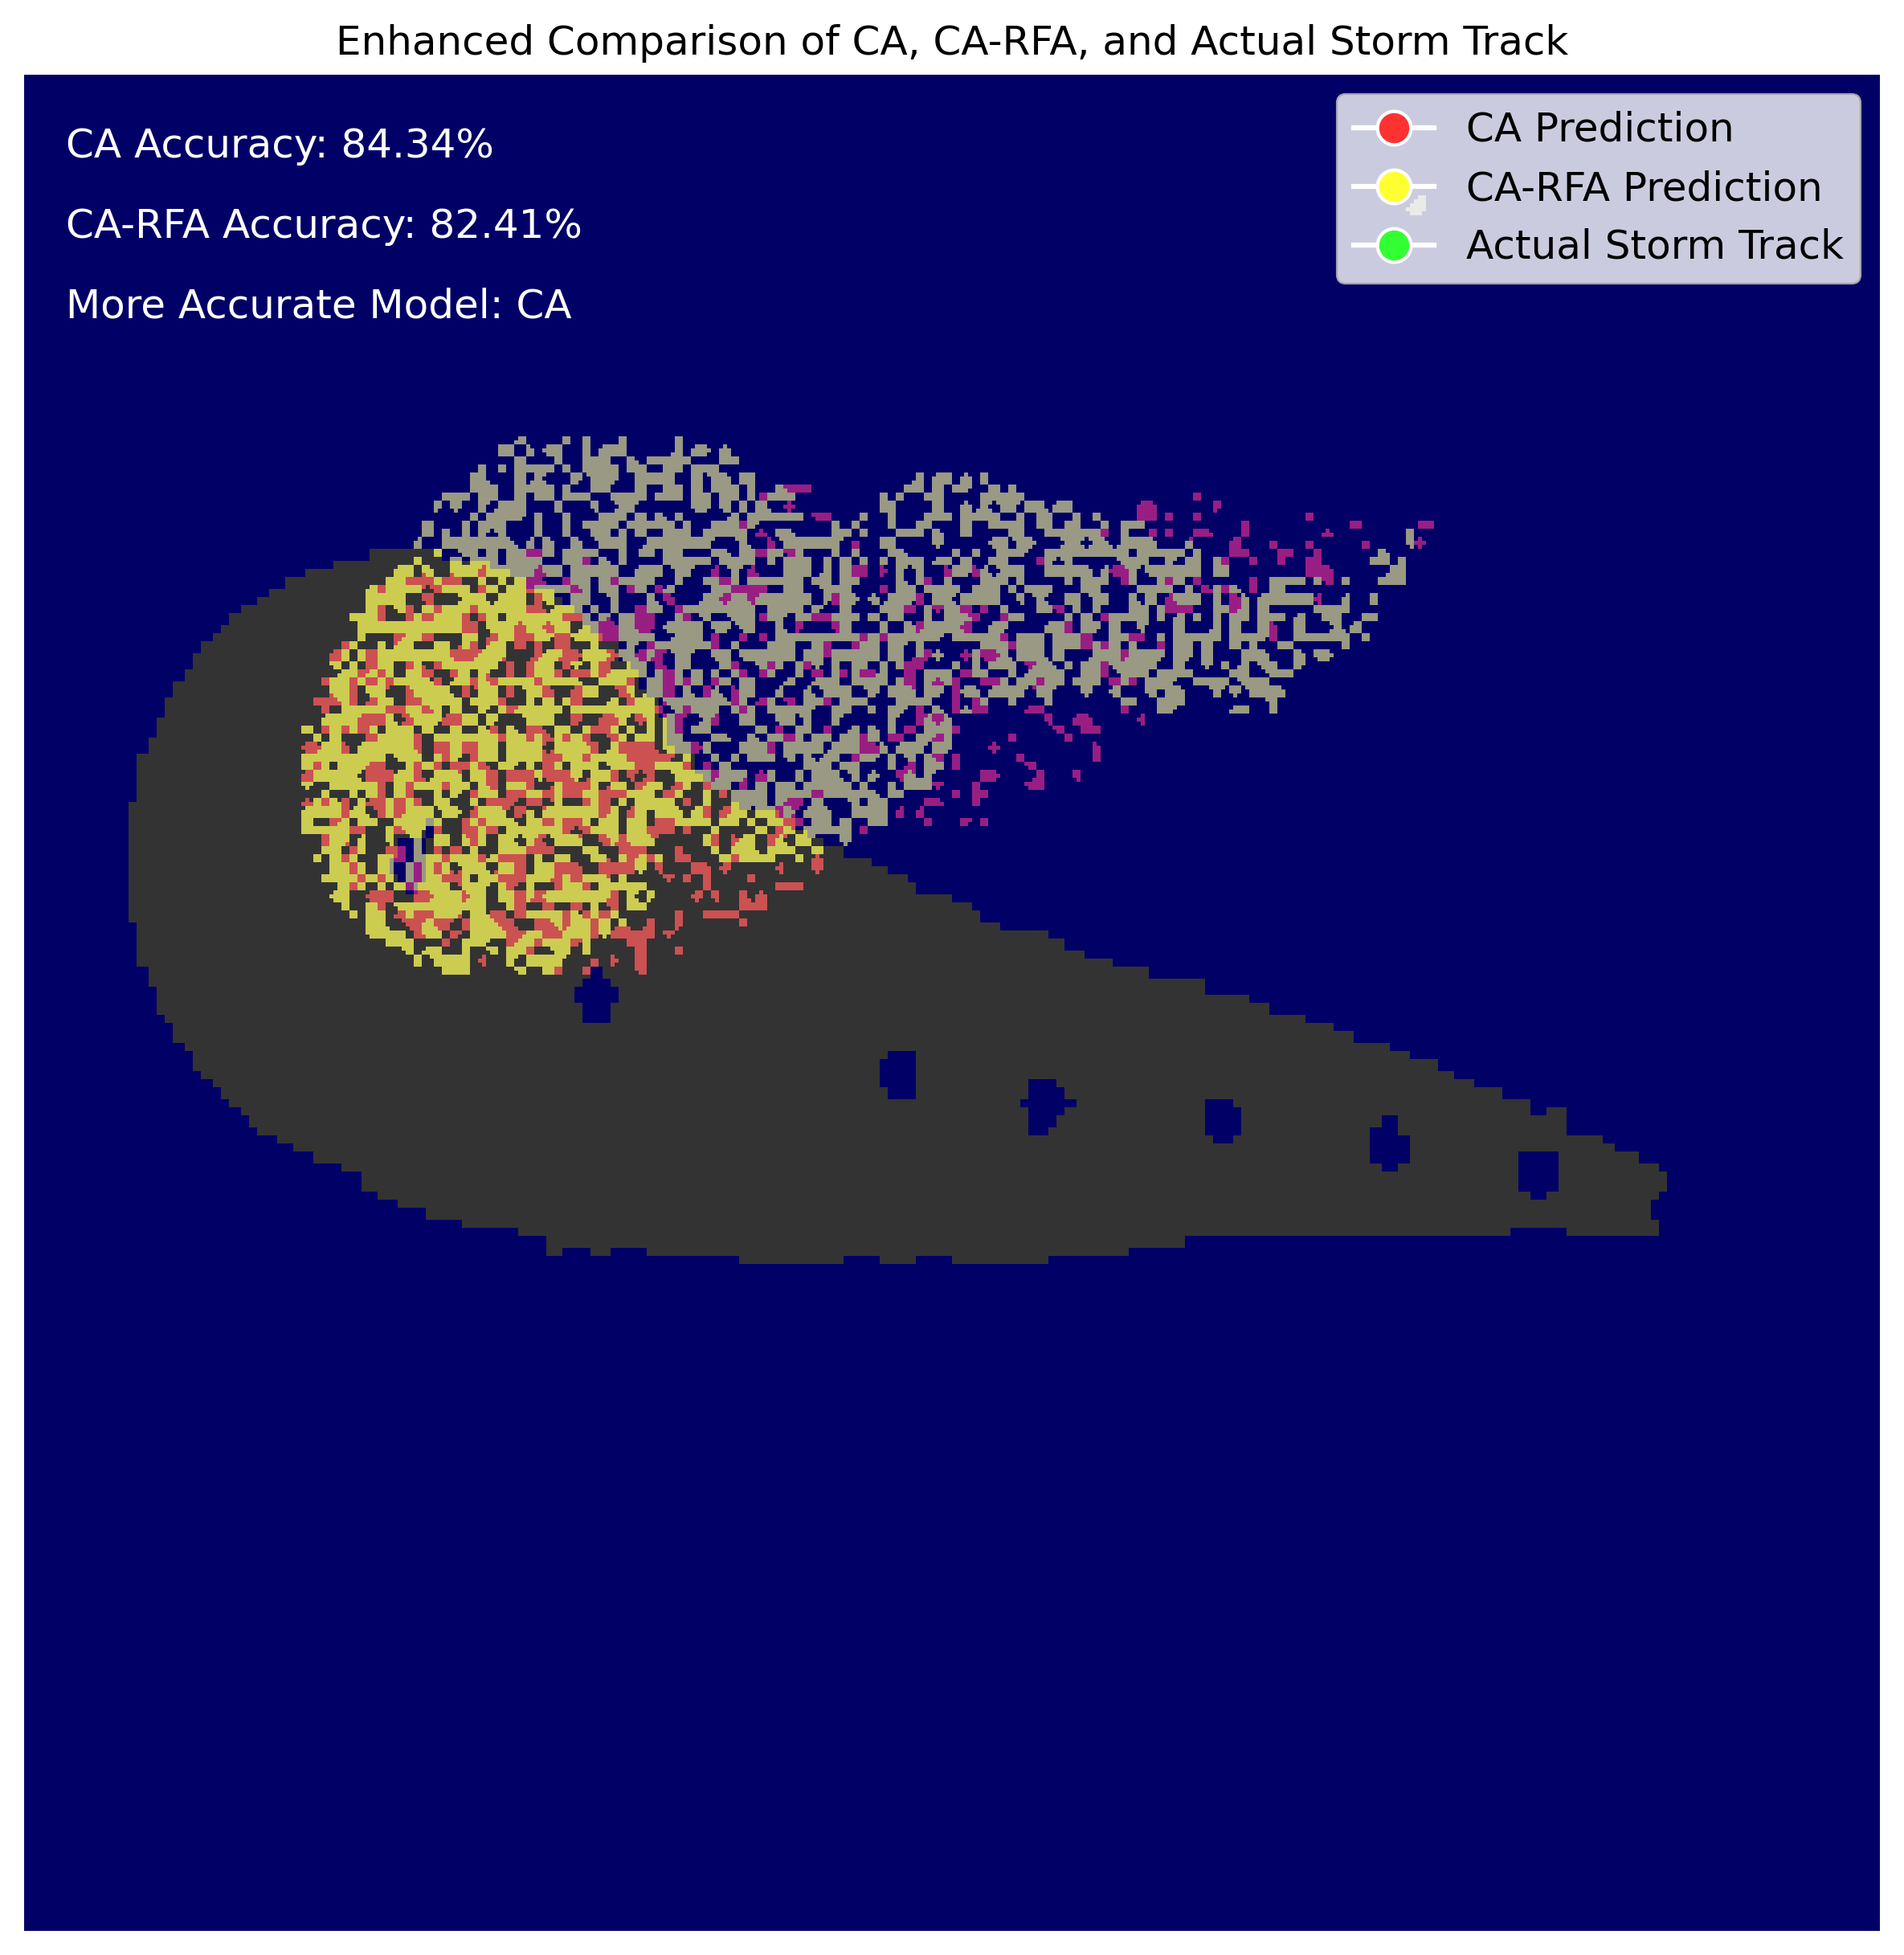 Enhanced Comparison of CA, CA-RFA, and Actual Storm Track
CA Accuracy: 84.34%
CA-RFA Accuracy: 82.41%
More Accurate Model: CA
CA Prediction
CA-RFA Prediction
Actual Storm Track